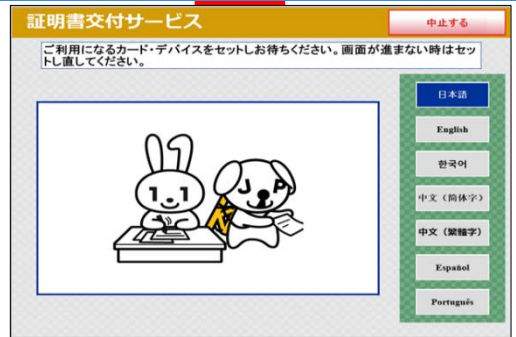 証明書交付サービス
中止する
ご利用になるカード・デバイスをセットしお待ちください。画面が進まない時はセッ
トし直してください。
日本語
English
한국어
中文（简体字）
中文（繁體字）
Español
Português
1 1
J P